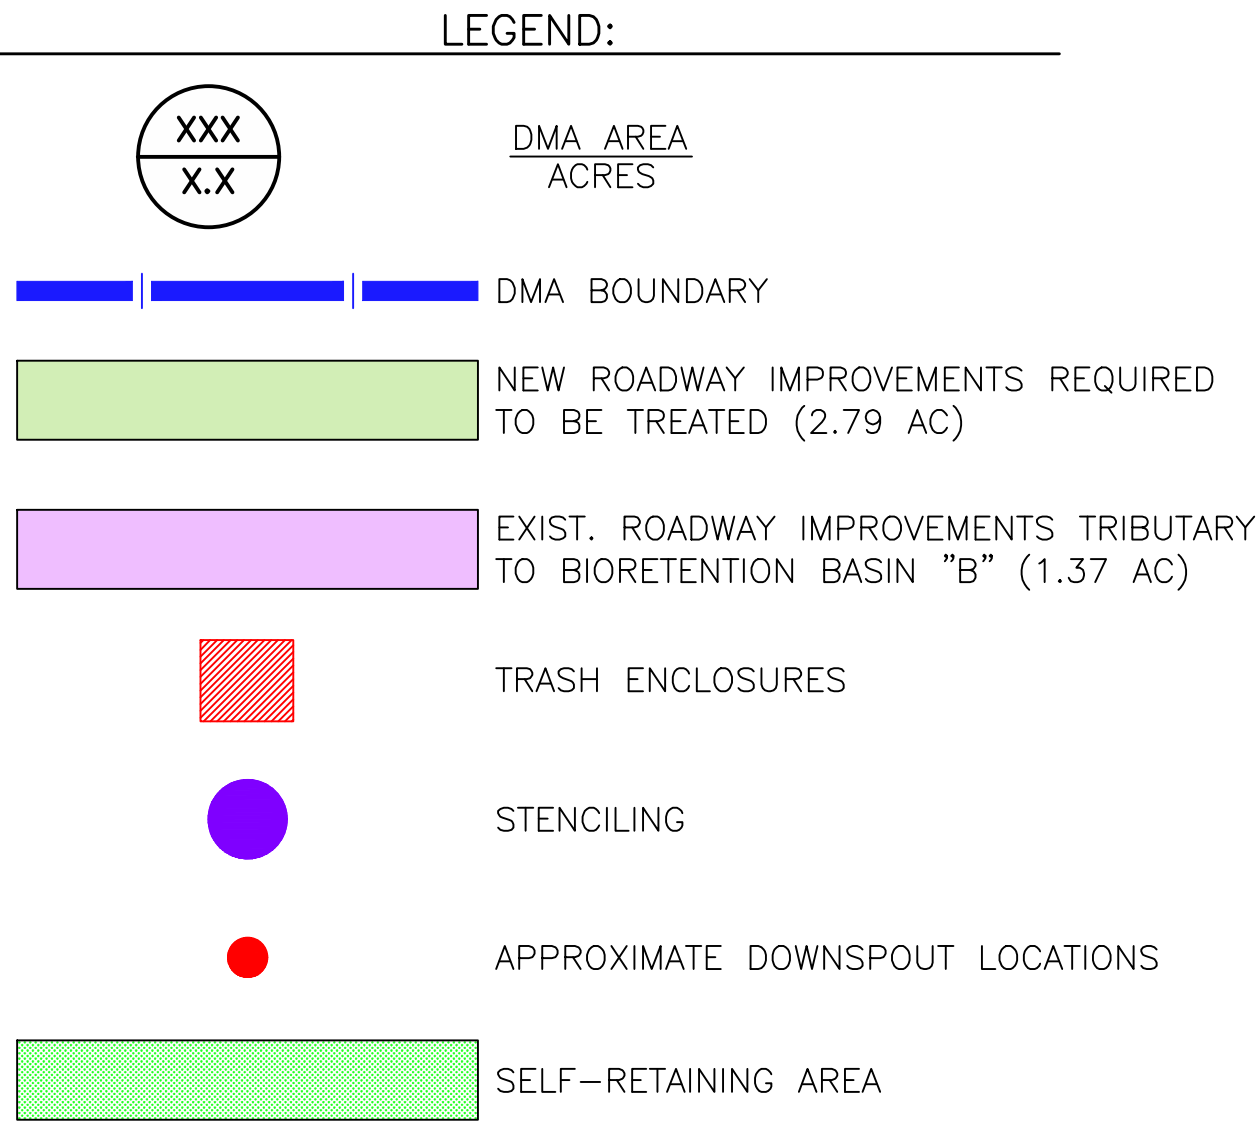 LEGEND:
XXX
X.X
DMA AREA
ACRES
DMA BOUNDARY
NEW ROADWAY IMPROVEMENTS REQUIRED
TO BE TREATED (2.79 AC)
EXIST. ROADWAY IMPROVEMENTS TRIBUTARY
TO BIORETENTION BASIN "B" (1.37 AC)
TRASH ENCLOSURES
STENCILING
APPROXIMATE DOWNSPOUT LOCATIONS
SELF-RETAINING AREA